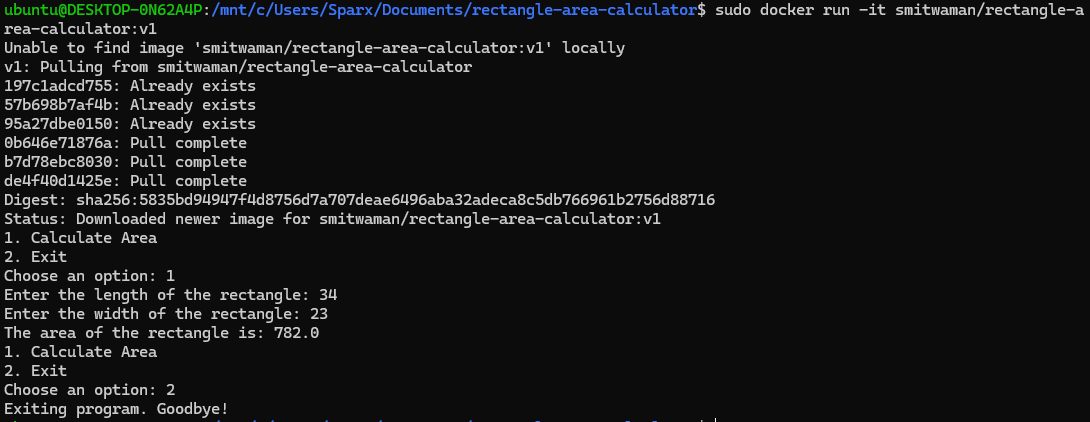 ubuntu@DESKTOP-0N62A4P:/mnt/c/Users/Sparx/Documents/rectangle-area-calculator$ sudo docker run -it smitwaman/rectangle-a
rea-calculator:v1
Unable to find image 'smitwaman/rectangle-area-calculator:v1' locally
v1: Pulling from smitwaman/rectangle-area-calculator
197c1adcd755: Already exists
57b698b7af4b: Already exists
95a27dbe0150: Already exists
0b646e71876a: Pull complete
b7d78ebc8030: Pull complete
de4f40d1425e: Pull complete
Digest: sha256:5835bd94947f4d8756d7a707deae6496aba32adeca8c5db766961b2756d88716
Status: Downloaded newer image for smitwaman/rectangle-area-calculator:v1
1. Calculate Area
2. Exit
Choose an option: 1
Enter the length of the rectangle: 34
Enter the width of the rectangle: 23
The area of the rectangle is: 782.0
1. Calculate Area
2. Exit
Choose an option: 2
Exiting program. Goodbye!